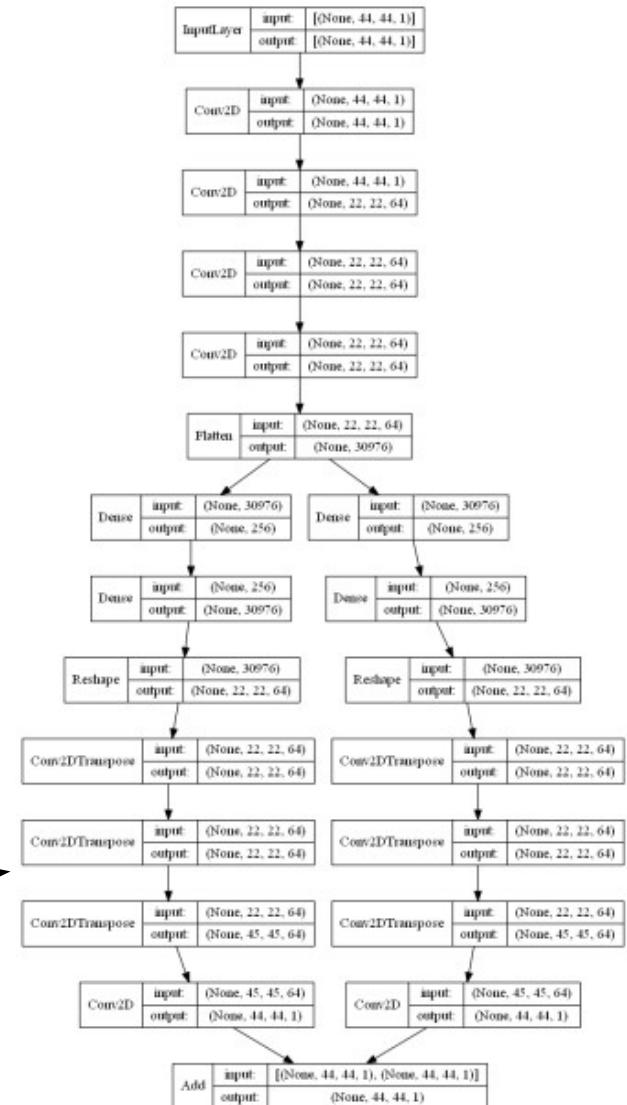 InputLayer input: [(None, 44, 44, 1)]
output: [(None, 44, 44, 1)]
Conv2D input: (None, 44, 44, 1)
output: (None, 44, 44, 1)
Conv2D input: (None, 44, 44, 1)
output: (None, 22, 22, 64)
Conv2D input: (None, 22, 22, 64)
output: (None, 22, 22, 64)
Conv2D input: (None, 22, 22, 64)
output: (None, 22, 22, 64)
Flatten input: (None, 22, 22, 64)
output: (None, 30976)
Dense input: (None, 30976) Dense input: (None, 30976)
output: (None, 256) output: (None, 256)
Dense input: (None, 256) Dense input: (None, 256)
output: (None, 30976) output: (None, 30976)
Reshape input: (None, 30976) Reshape input: (None, 30976)
output: (None, 22, 22, 64) output: (None, 22, 22, 64)
Conv2DTranspose input: (None, 22, 22, 64) Conv2DTranspose input: (None, 22, 22, 64)
output: (None, 22, 22, 64) output: (None, 22, 22, 64)
Conv2DTranspose input: (None, 22, 22, 64) Conv2DTranspose input: (None, 22, 22, 64)
output: (None, 22, 22, 64) output: (None, 22, 22, 64)
Conv2DTranspose input: (None, 22, 22, 64) Conv2DTranspose input: (None, 22, 22, 64)
output: (None, 45, 45, 64) output: (None, 45, 45, 64)
Conv2D input: (None, 45, 45, 64) Conv2D input: (None, 45, 45, 64)
output: (None, 44, 44, 1) output: (None, 44, 44, 1)
Add input: [(None, 44, 44, 1), (None, 44, 44, 1)]
output: (None, 44, 44, 1)